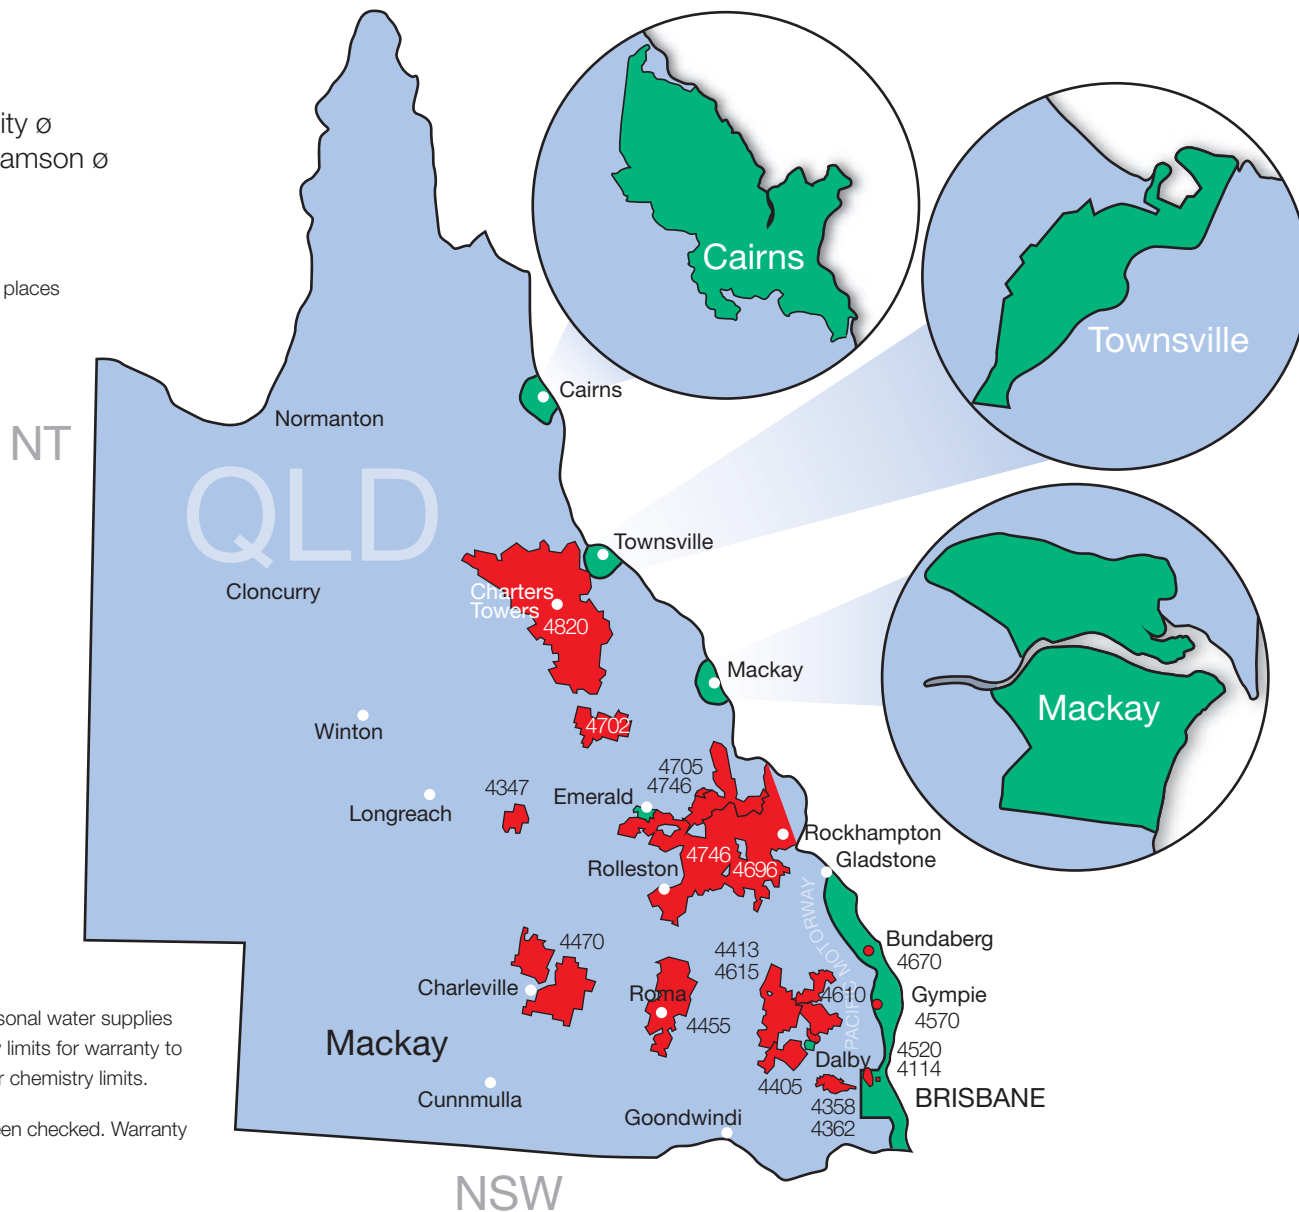 ity ø
amson ø
places
NT
QLD
Cairns
Townsville
Mackay
Normanton
Cairns
Townsville
Cloncurry
Charters
Towers
4820
Mackay
Winton
4702
4705
4746
4347
Emerald
Longreach
Rockhampton
Gladstone
4746
4696
Rolleston
PACIFIC MOTORWAY
4470
4413
4615
Bundaberg
4670
Charleville
Roma
4610
Gympie
4570
4455
Mackay
4520
4114
Dalby
4405
BRISBANE
Cunnmulla
4358
4362
Goondwindi
NSW
sonal water supplies
y limits for warranty to
r chemistry limits.
en checked. Warranty